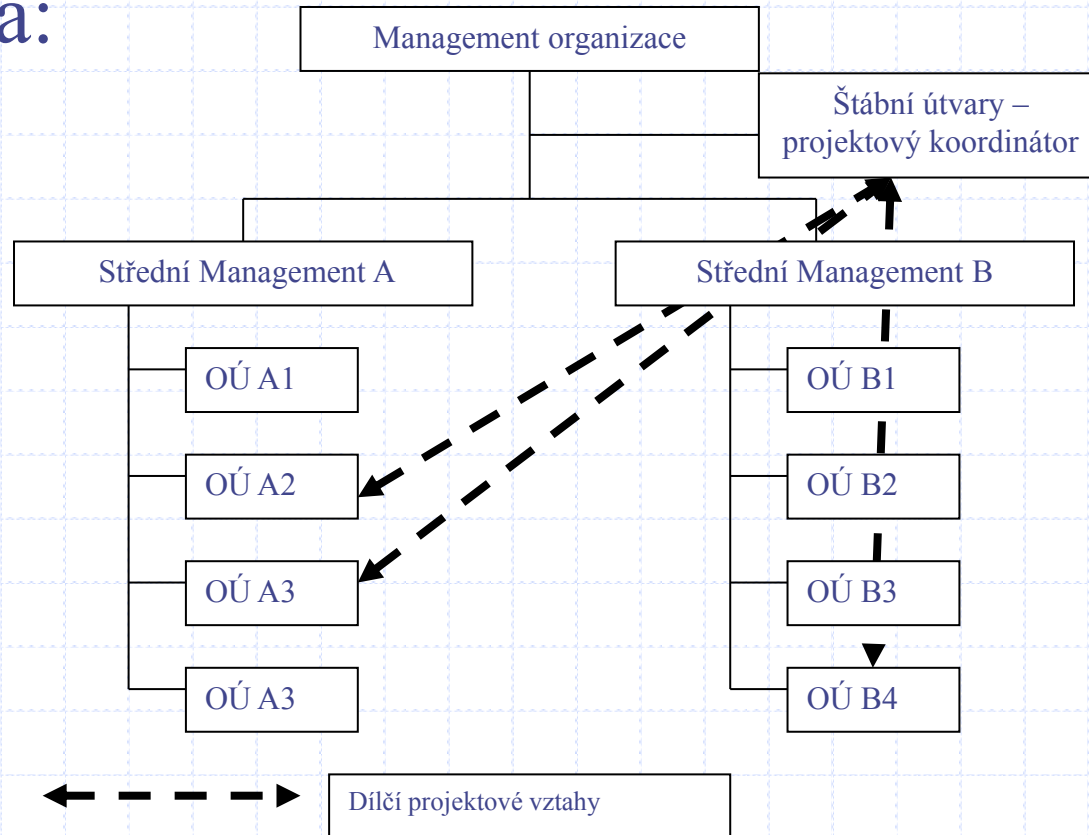 a:
Management organizace
Štábní útvary –
projektový koordinátor
Střední Management A
Střední Management B
OÚ A1
OÚ B1
OÚ A2
OÚ B2
OÚ A3
OÚ B3
OÚ A3
OÚ B4
Dílčí projektové vztahy